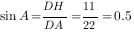 sin A = DH/DA = 11/22 = 0.5